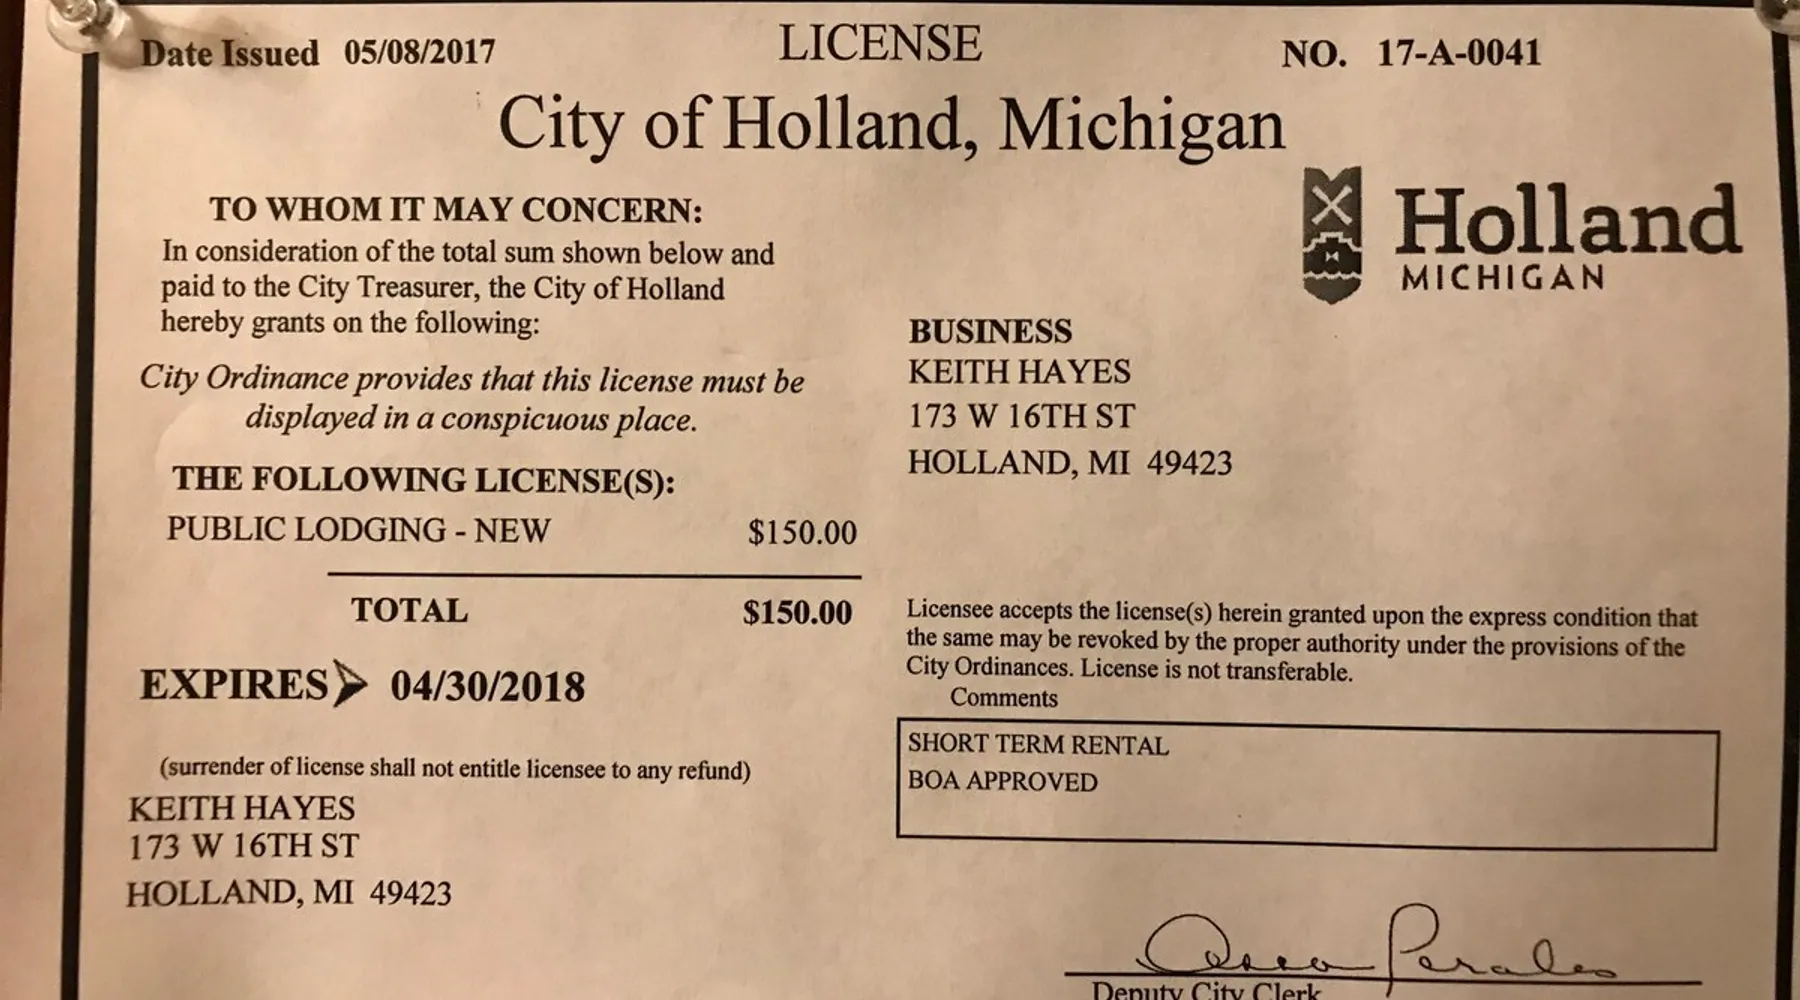 Date Issued 05/08/2017
LICENSE
NO. 17-A-0041
City of Holland, Michigan
Holland
MICHIGAN
TO WHOM IT MAY CONCERN:
In consideration of the total sum shown below and
paid to the City Treasurer, the City of Holland
hereby grants on the following:
City Ordinance provides that this license must be
displayed in a conspicuous place.
THE FOLLOWING LICENSE(S):
PUBLIC LODGING - NEW $150.00
TOTAL $150.00
EXPIRES 04/30/2018
(surrender of license shall not entitle licensee to any refund)
KEITH HAYES
173 W 16TH ST
HOLLAND, MI 49423
BUSINESS
KEITH HAYES
173 W 16TH ST
HOLLAND, MI 49423
Licensee accepts the license(s) herein granted upon the express condition that
the same may be revoked by the proper authority under the provisions of the
City Ordinances. License is not transferable.
Comments
SHORT TERM RENTAL
BOA APPROVED
Perales
Deputy City Clerk